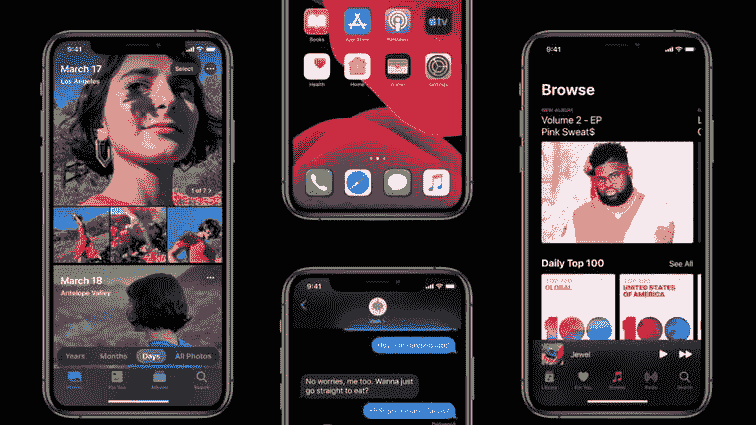 9:41
March 17
Los Angeles
Select
1 of 7 >
March 18
Antelope Valley
Years
Months
Days
All Photos
Photos
For You
Albums
Search
Books
App Store
Podcasts
tv
TV
Health
Home
Wallet
Settings
9:41
No worries, me too. Wanna just
go straight to eat?
9:41
Browse
NEW ALBUM
Volume 2 - EP
Pink Sweat$
Daily Top 100
See All
TOP 100
GLOBAL
100
TOP 100
UNITED STATES
OF AMERICA
100
Jewel
Library
For You
Browse
Radio
Search